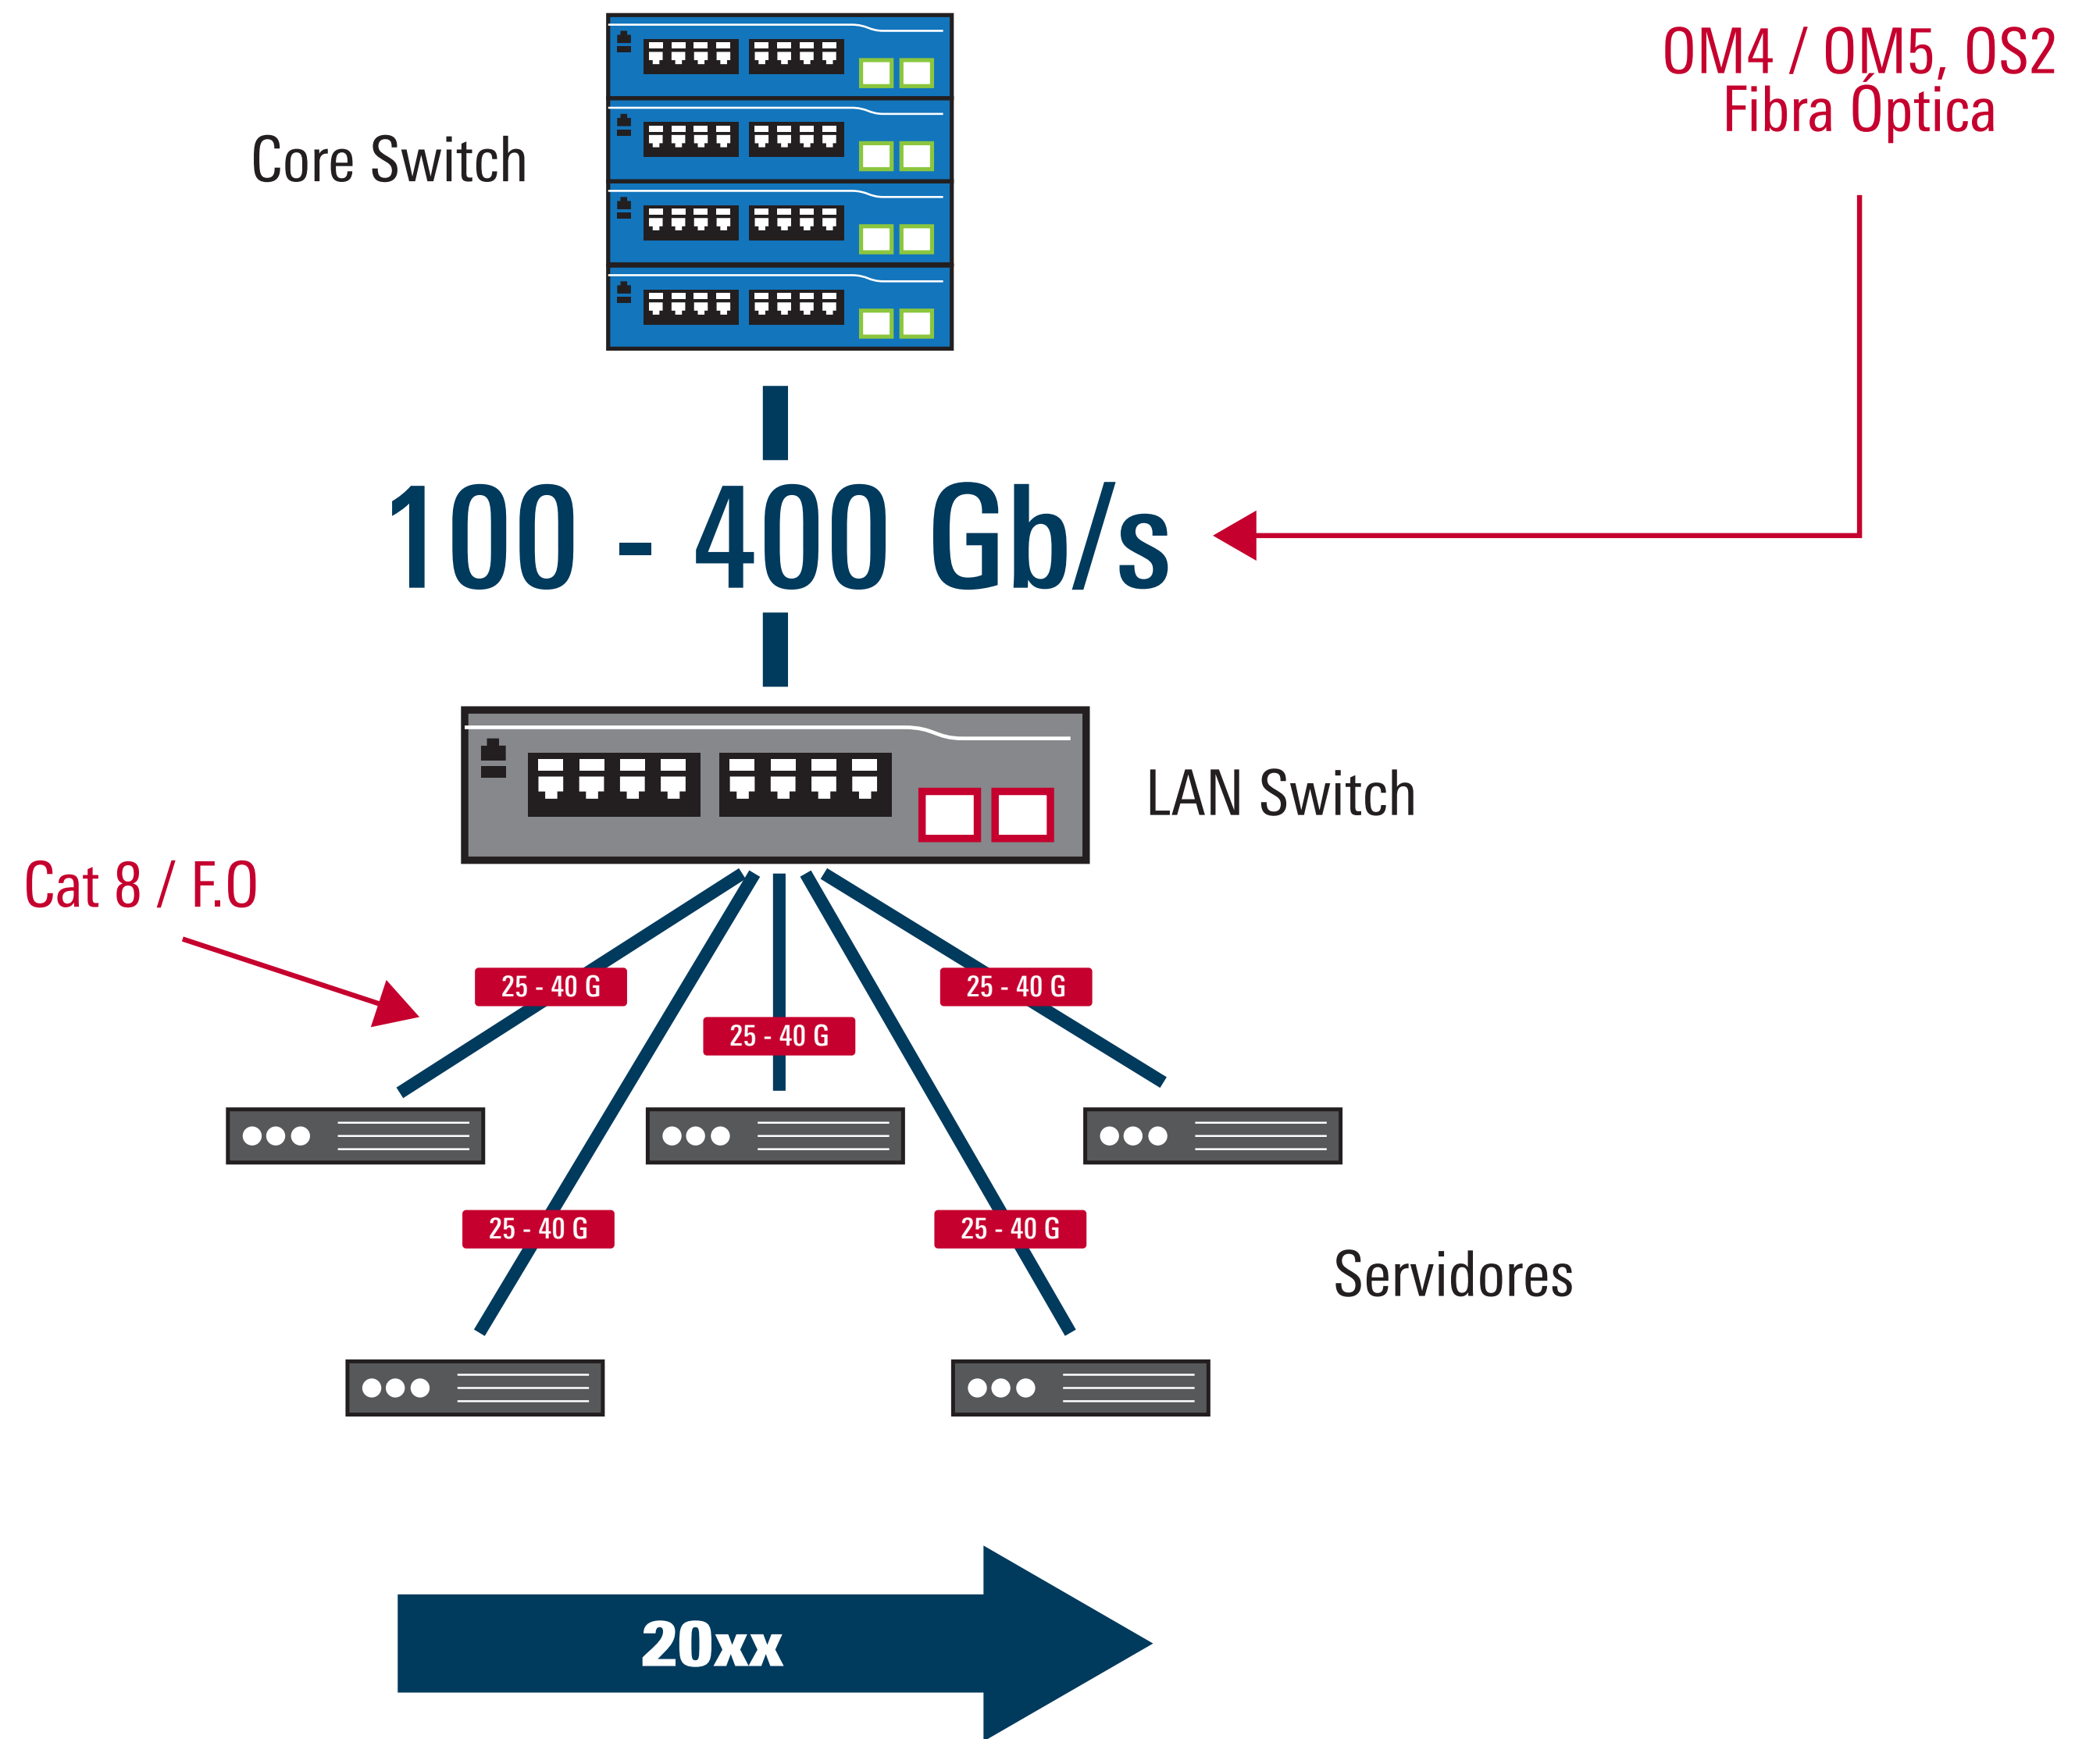 OM4 / OM5, OS2
Fibra Óptica
Core Switch
100 - 400 Gb/s
LAN Switch
Cat 8 / F.O
25 - 40 G
25 - 40 G
25 - 40 G
25 - 40 G
25 - 40 G
Servidores
20xx